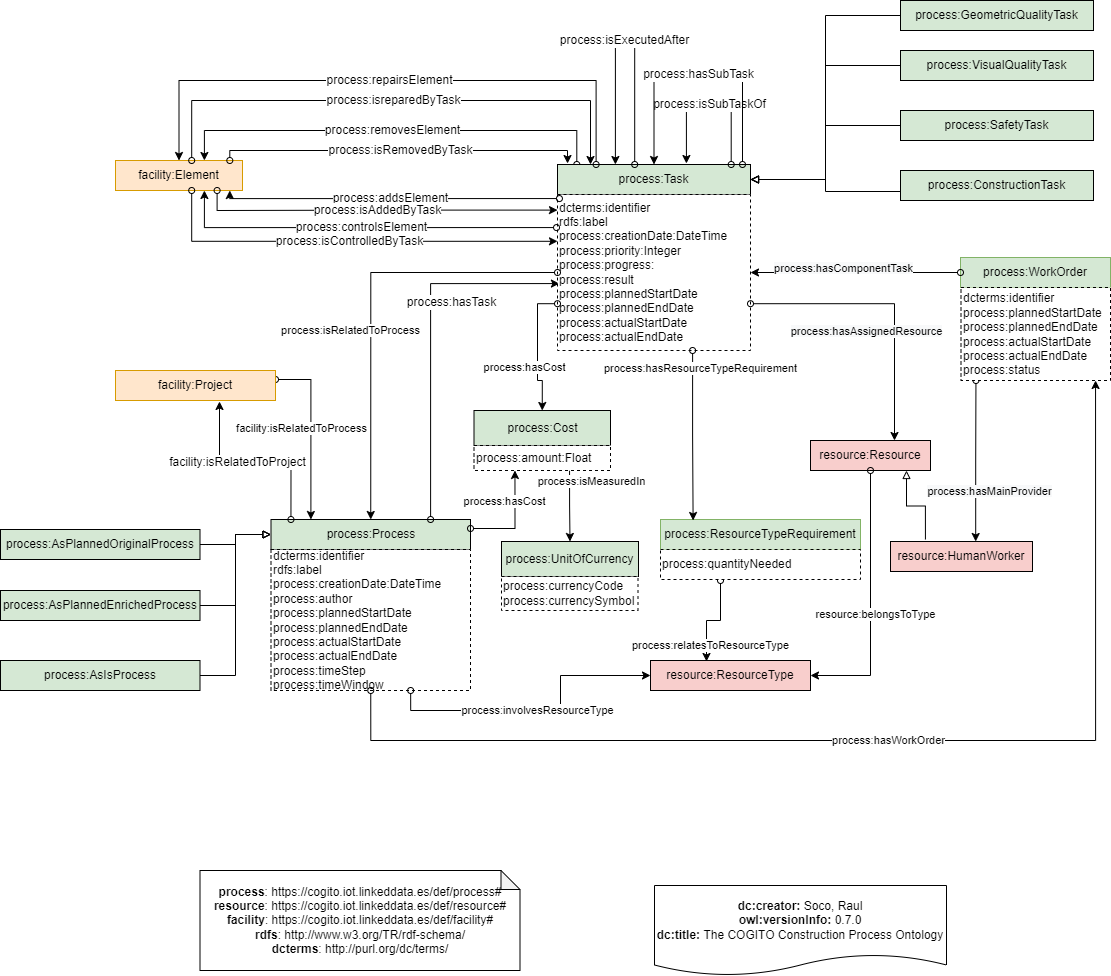 process:GeometricQualityTask
process:isExecutedAfter
process:VisualQualityTask
process:repairsElement
process:hasSubTask
process:isreparedByTask
process:isSubTaskOf
process:removesElement
process:SafetyTask
process:isRemovedByTask
facility:Element
process:Task
process:ConstructionTask
process:addsElement
process:isAddedByTask
process:controlsElement
process:isControlledByTask
dcterms:identifier
rdfs:label
process:creationDate:DateTime
process:priority:Integer
process:progress:
process:result
process:plannedStartDate
process:plannedEndDate
process:actualStartDate
process:actualEndDate
process:hasComponentTask
process:WorkOrder
dcterms:identifier
process:plannedStartDate
process:plannedEndDate
process:actualStartDate
process:actualEndDate
process:status
process:hasTask
process:isRelatedToProcess
process:hasAssignedResource
process:hasCost
process:hasResourceTypeRequirement
facility:Project
facility:isRelatedToProcess
process:Cost
process:amount:Float
facility:isRelatedToProject
resource:Resource
process:isMeasuredIn
process:hasCost
process:hasMainProvider
process:AsPlannedOriginalProcess
process:Process
process:UnitOfCurrency
process:currencyCode
process:currencySymbol
process:ResourceTypeRequirement
process:quantityNeeded
resource:HumanWorker
dcterms:identifier
rdfs:label
process:creationDate:DateTime
process:author
process:plannedStartDate
process:plannedEndDate
process:actualStartDate
process:actualEndDate
process:timeStep
process:timeWindow
process:AsPlannedEnrichedProcess
process:AsIsProcess
resource:belongsToType
process:relatesToResourceType
resource:ResourceType
process:involvesResourceType
process:hasWorkOrder
process: https://cogito.iot.linkeddata.es/def/process#
resource: https://cogito.iot.linkeddata.es/def/resource#
facility: https://cogito.iot.linkeddata.es/def/facility#
rdfs: http://www.w3.org/TR/rdf-schema/
dcterms: http://purl.org/dc/terms/
dc:creator: Soco, Raul
owl:versionInfo: 0.7.0
dc:title: The COGITO Construction Process Ontology